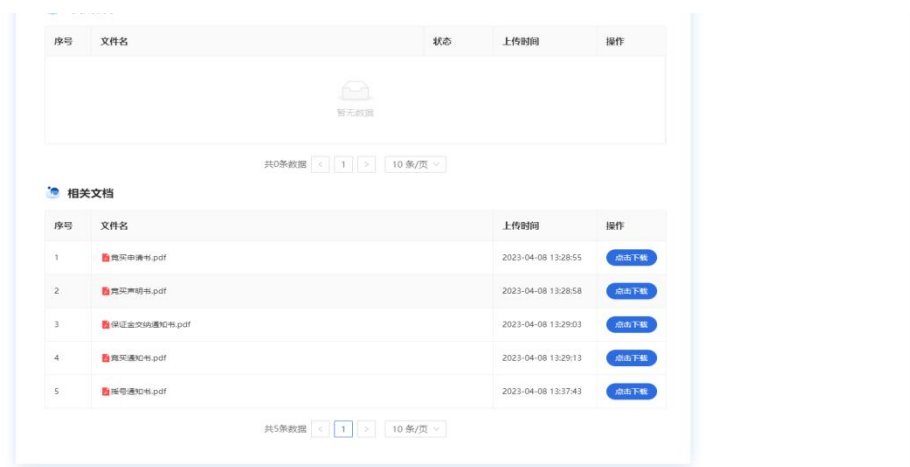 序号 文件名 状态 上传时间 操作
暂无数据
共0条数据 < 1 > 10 条/页
相关文档
序号 文件名 上传时间 操作
1 竞买申请书.pdf 2023-04-08 13:28:55 点击下载
2 竞买声明书.pdf 2023-04-08 13:28:58 点击下载
3 保证金交纳通知书.pdf 2023-04-08 13:29:03 点击下载
4 竞买通知书.pdf 2023-04-08 13:29:13 点击下载
5 摇号通知书.pdf 2023-04-08 13:37:43 点击下载
共5条数据 < 1 > 10 条/页